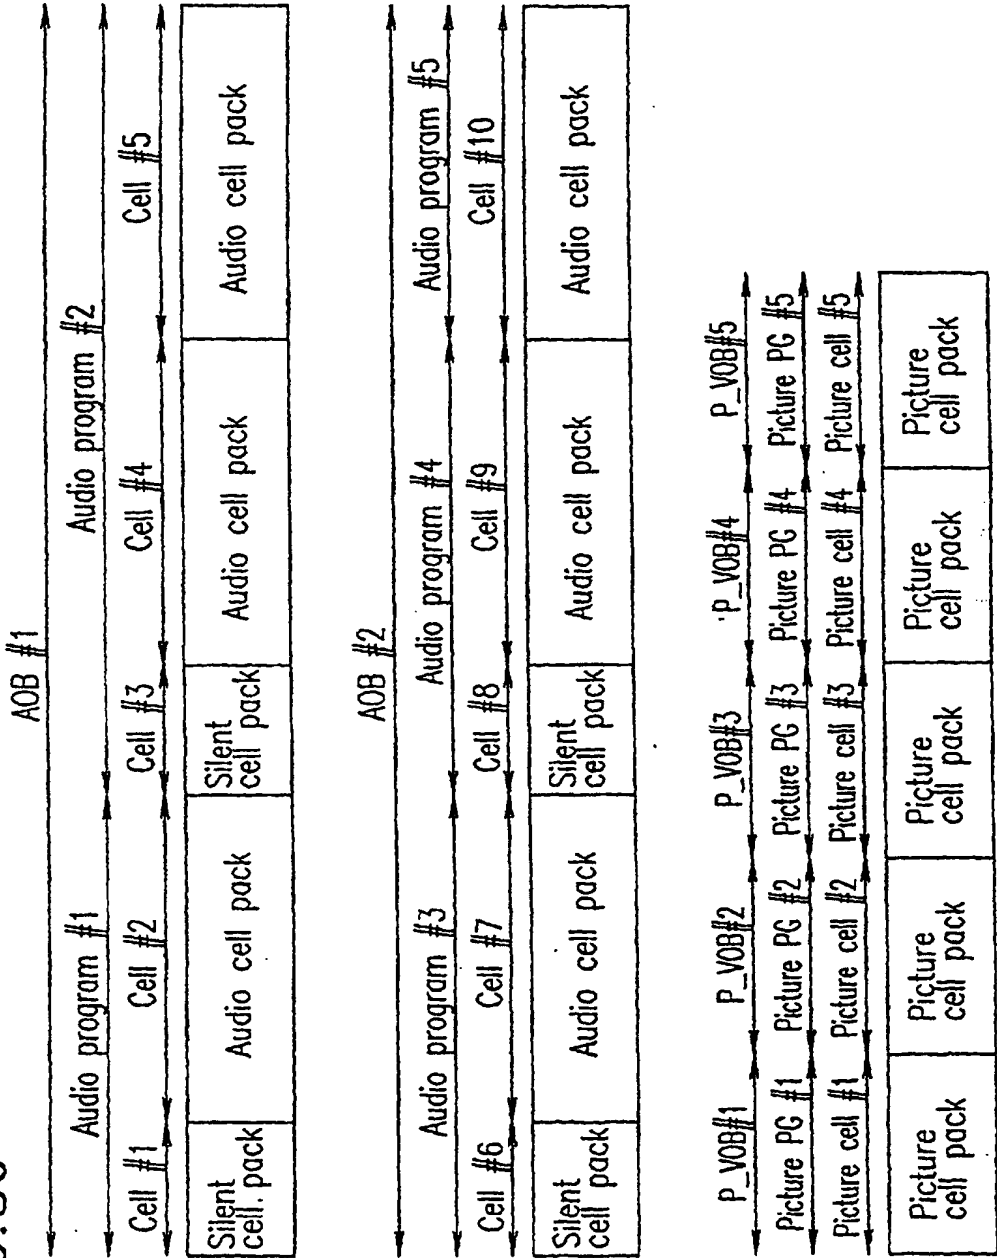 AOB #1
Audio program #1
Audio program #2
Cell #1
Cell #2
Cell #3
Cell #4
Cell #5
Silent
cell. pack
Audio cell pack
Silent
cell pack
Audio cell pack
Audio cell pack
AOB #2
Audio program #3
Audio program #4
Audio program #5
Cell #6
Cell #7
Cell #8
Cell #9
Cell #10
Silent
cell pack
Audio cell pack
Silent
cell pack
Audio cell pack
Audio cell pack
P_VOB#1
P_VOB#2
P_VOB#3
P_VOB#4
P_VOB#5
Picture PG #1
Picture PG #2
Picture PG #3
Picture PG #4
Picture PG #5
Picture cell #1
Picture cell #2
Picture cell #3
Picture cell #4
Picture cell #5
Picture
cell pack
Picture
cell pack
Picture
cell pack
Picture
cell pack
Picture
cell pack